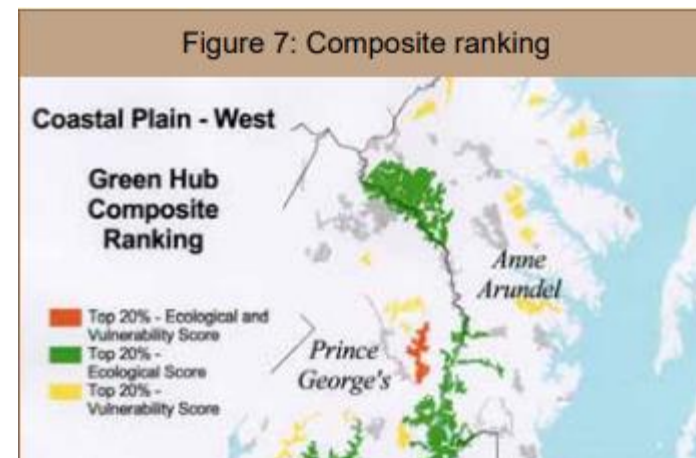 Figure 7: Composite ranking
Coastal Plain - West
Green Hub
Composite
Ranking
Anne
Arundel
Top 20% - Ecological and
Vulnerability Score
Top 20% -
Ecological Score
Top 20% -
Vulnerability Score
Prince
George's